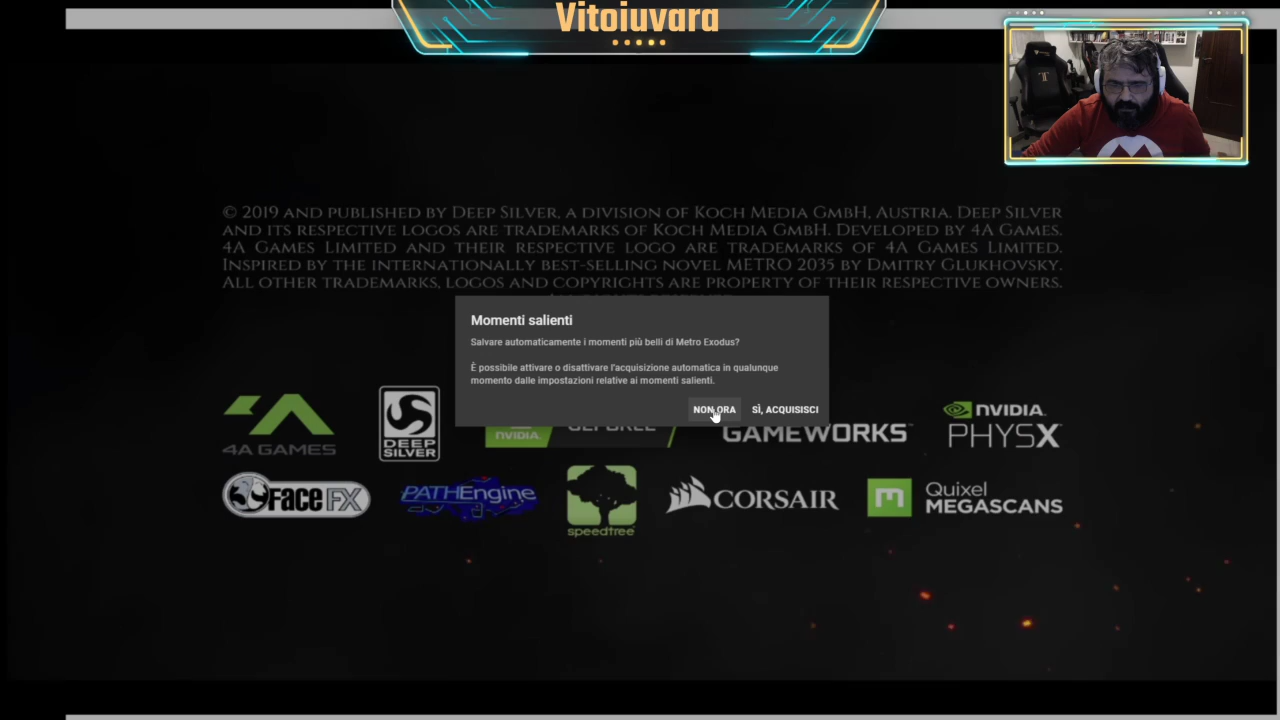 Vitoiuvara
© 2019 AND PUBLISHED BY DEEP SILVER, A DIVISION OF KOCH MEDIA GMBH, AUSTRIA. DEEP SILVER
AND ITS RESPECTIVE LOGOS ARE TRADEMARKS OF KOCH MEDIA GMBH. DEVELOPED BY 4A GAMES.
4A GAMES LIMITED AND THEIR RESPECTIVE LOGO ARE TRADEMARKS OF 4A GAMES LIMITED.
INSPIRED BY THE INTERNATIONALLY BEST-SELLING NOVEL METRO 2035 BY DMITRY GLUKHOVSKY.
ALL OTHER TRADEMARKS, LOGOS AND COPYRIGHTS ARE PROPERTY OF THEIR RESPECTIVE OWNERS.
Momenti salienti
Salvare automaticamente i momenti più belli di Metro Exodus?
È possibile attivare o disattivare l'acquisizione automatica in qualunque
momento dalle impostazioni relative ai momenti salienti.
NON ORA SÌ, ACQUISISCI
4A GAMES
DEEP
SILVER
NVIDIA. GEFORCE
GAMEWORKS
NVIDIA.
PHYSX
Face FX
PATHEngine
speedtree
CORSAIR
Quixel
MEGASCANS